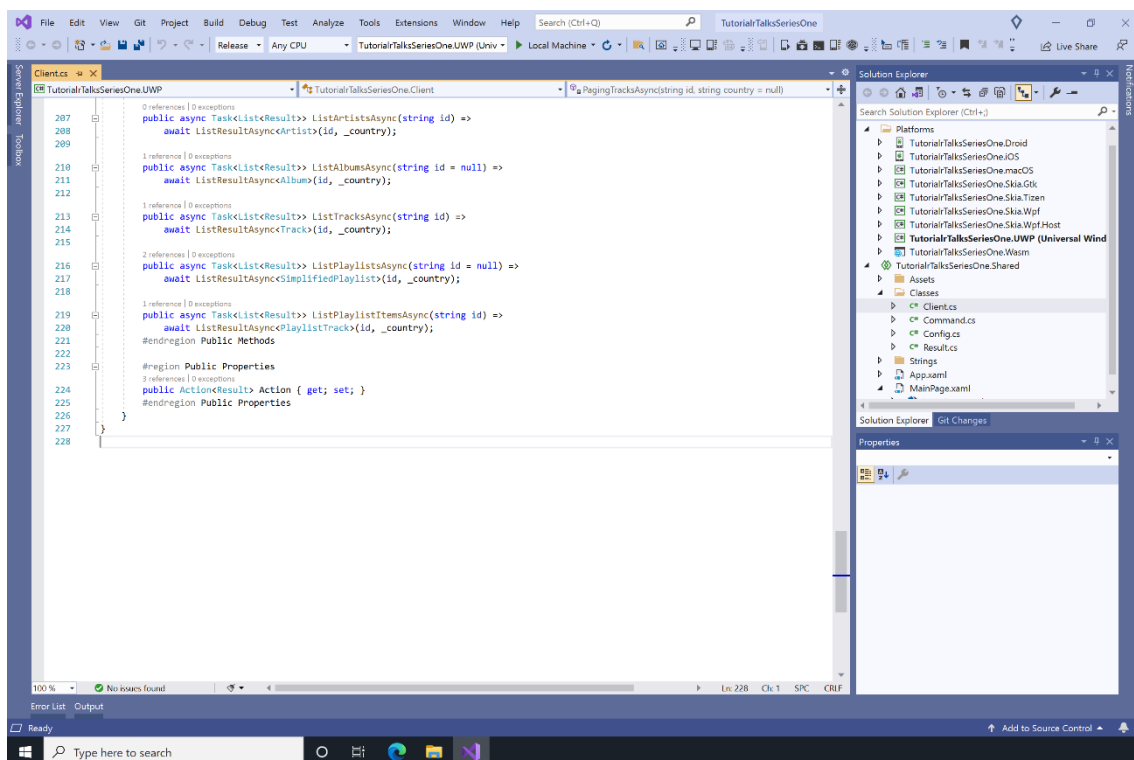 File Edit View Git Project Build Debug Test Analyze Tools Extensions Window Help Search (Ctrl+Q) TutorialrTalksSeriesOne
Release Any CPU TutorialrTalksSeriesOne.UWP (Univ Local Machine Live Share
Server Explorer
Toolbox
Client.cs
TutorialrTalksSeriesOne.UWP TutorialrTalksSeriesOne.Client PagingTracksAsync(string id, string country = null)
0 references | 0 exceptions
207 public async Task<List<Result>> ListArtistsAsync(string id) =>
208 await ListResultAsync<Artist>(id, _country);
209
1 reference | 0 exceptions
210 public async Task<List<Result>> ListAlbumsAsync(string id = null) =>
211 await ListResultAsync<Album>(id, _country);
212
1 reference | 0 exceptions
213 public async Task<List<Result>> ListTracksAsync(string id) =>
214 await ListResultAsync<Track>(id, _country);
215
2 references | 0 exceptions
216 public async Task<List<Result>> ListPlaylistsAsync(string id = null) =>
217 await ListResultAsync<SimplifiedPlaylist>(id, _country);
218
1 reference | 0 exceptions
219 public async Task<List<Result>> ListPlaylistItemsAsync(string id) =>
220 await ListResultAsync<PlaylistTrack>(id, _country);
221 #endregion Public Methods
222
223 #region Public Properties
3 references | 0 exceptions
224 public Action<Result> Action { get; set; }
225 #endregion Public Properties
226 }
227 }
228
100 % No issues found Ln: 228 Ch: 1 SPC CRLF
Error List Output
Solution Explorer
Search Solution Explorer (Ctrl+;)
Platforms
TutorialrTalksSeriesOne.Droid
TutorialrTalksSeriesOne.iOS
TutorialrTalksSeriesOne.macOS
TutorialrTalksSeriesOne.Skia.Gtk
TutorialrTalksSeriesOne.Skia.Tizen
TutorialrTalksSeriesOne.Skia.Wpf
TutorialrTalksSeriesOne.Skia.Wpf.Host
TutorialrTalksSeriesOne.UWP (Universal Wind
TutorialrTalksSeriesOne.Wasm
TutorialrTalksSeriesOne.Shared
Assets
Classes
C# Client.cs
C# Command.cs
C# Config.cs
C# Result.cs
Strings
App.xaml
MainPage.xaml
Solution Explorer Git Changes
Properties
Notifications
Ready Add to Source Control
Type here to search